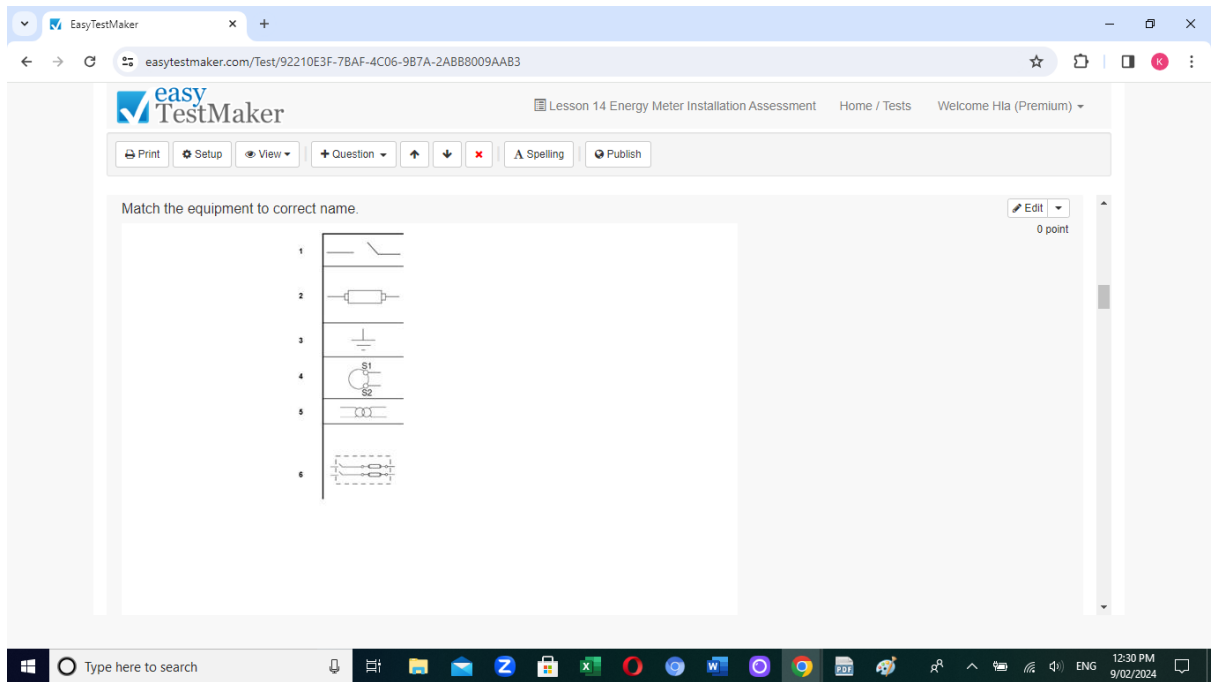 EasyTestMaker
easytestmaker.com/Test/92210E3F-7BAF-4C06-9B7A-2ABB8009AAB3
K
easy
TestMaker
Lesson 14 Energy Meter Installation Assessment Home / Tests Welcome Hla (Premium)
Print Setup View + Question A Spelling Publish
Match the equipment to correct name.
Edit
0 point
1
2
3
4 S1
S2
5
6
Type here to search
ENG
12:30 PM
9/02/2024